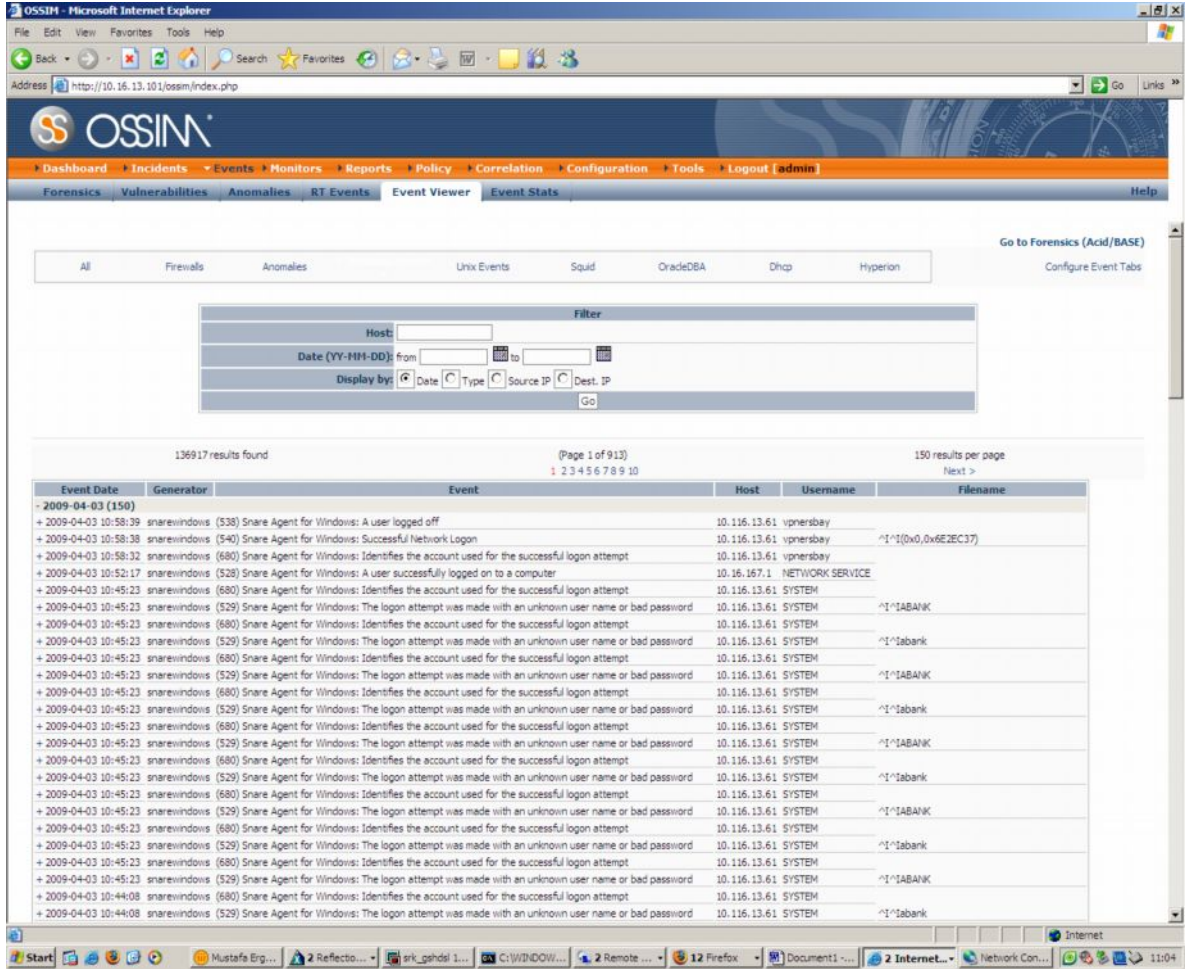 OSSIM - Microsoft Internet Explorer
File Edit View Favorites Tools Help
Back Search Favorites
Address http://10.16.13.101/ossim/index.php Go Links »
OSSIM
Dashboard Incidents Events Monitors Reports Policy Correlation Configuration Tools Logout [admin]
Forensics Vulnerabilities Anomalies RT Events Event Viewer Event Stats Help
Go to Forensics (Acid/BASE)
All Firewalls Anomalies Unix Events Squid OracleDBA Dhcp Hyperion Configure Event Tabs
Filter
Host:
Date (YY-MM-DD): from to
Display by: Date Type Source IP Dest. IP
Go
136917 results found (Page 1 of 913) 150 results per page
1 2 3 4 5 6 7 8 9 10 Next >
Event Date Generator Event Host Username Filename
- 2009-04-03 (150)
+ 2009-04-03 10:58:39 snarewindows (538) Snare Agent for Windows: A user logged off 10.116.13.61 vpnersbay
+ 2009-04-03 10:58:38 snarewindows (540) Snare Agent for Windows: Successful Network Logon 10.116.13.61 vpnersbay ^I^I(0x0,0x6E2EC37)
+ 2009-04-03 10:58:32 snarewindows (680) Snare Agent for Windows: Identifies the account used for the successful logon attempt 10.116.13.61 vpnersbay
+ 2009-04-03 10:52:17 snarewindows (528) Snare Agent for Windows: A user successfully logged on to a computer 10.16.167.1 NETWORK SERVICE
+ 2009-04-03 10:45:23 snarewindows (680) Snare Agent for Windows: Identifies the account used for the successful logon attempt 10.116.13.61 SYSTEM
+ 2009-04-03 10:45:23 snarewindows (529) Snare Agent for Windows: The logon attempt was made with an unknown user name or bad password 10.116.13.61 SYSTEM ^I^IABANK
+ 2009-04-03 10:45:23 snarewindows (680) Snare Agent for Windows: Identifies the account used for the successful logon attempt 10.116.13.61 SYSTEM
+ 2009-04-03 10:45:23 snarewindows (529) Snare Agent for Windows: The logon attempt was made with an unknown user name or bad password 10.116.13.61 SYSTEM ^I^Iabank
+ 2009-04-03 10:45:23 snarewindows (680) Snare Agent for Windows: Identifies the account used for the successful logon attempt 10.116.13.61 SYSTEM
+ 2009-04-03 10:45:23 snarewindows (529) Snare Agent for Windows: The logon attempt was made with an unknown user name or bad password 10.116.13.61 SYSTEM ^I^IABANK
+ 2009-04-03 10:45:23 snarewindows (680) Snare Agent for Windows: Identifies the account used for the successful logon attempt 10.116.13.61 SYSTEM
+ 2009-04-03 10:45:23 snarewindows (529) Snare Agent for Windows: The logon attempt was made with an unknown user name or bad password 10.116.13.61 SYSTEM ^I^Iabank
+ 2009-04-03 10:45:23 snarewindows (680) Snare Agent for Windows: Identifies the account used for the successful logon attempt 10.116.13.61 SYSTEM
+ 2009-04-03 10:45:23 snarewindows (529) Snare Agent for Windows: The logon attempt was made with an unknown user name or bad password 10.116.13.61 SYSTEM ^I^IABANK
+ 2009-04-03 10:45:23 snarewindows (680) Snare Agent for Windows: Identifies the account used for the successful logon attempt 10.116.13.61 SYSTEM
+ 2009-04-03 10:45:23 snarewindows (529) Snare Agent for Windows: The logon attempt was made with an unknown user name or bad password 10.116.13.61 SYSTEM ^I^Iabank
+ 2009-04-03 10:45:23 snarewindows (680) Snare Agent for Windows: Identifies the account used for the successful logon attempt 10.116.13.61 SYSTEM
+ 2009-04-03 10:45:23 snarewindows (529) Snare Agent for Windows: The logon attempt was made with an unknown user name or bad password 10.116.13.61 SYSTEM ^I^IABANK
+ 2009-04-03 10:45:23 snarewindows (680) Snare Agent for Windows: Identifies the account used for the successful logon attempt 10.116.13.61 SYSTEM
+ 2009-04-03 10:45:23 snarewindows (529) Snare Agent for Windows: The logon attempt was made with an unknown user name or bad password 10.116.13.61 SYSTEM ^I^Iabank
+ 2009-04-03 10:45:23 snarewindows (680) Snare Agent for Windows: Identifies the account used for the successful logon attempt 10.116.13.61 SYSTEM
+ 2009-04-03 10:45:23 snarewindows (529) Snare Agent for Windows: The logon attempt was made with an unknown user name or bad password 10.116.13.61 SYSTEM ^I^IABANK
+ 2009-04-03 10:44:08 snarewindows (680) Snare Agent for Windows: Identifies the account used for the successful logon attempt 10.116.13.61 SYSTEM
+ 2009-04-03 10:44:08 snarewindows (529) Snare Agent for Windows: The logon attempt was made with an unknown user name or bad password 10.116.13.61 SYSTEM ^I^Iabank
Internet
Start Mustafa Erg... 2 Reflectio... srk_gshdsl 1... C:\WINDOW... 2 Remote ... 12 Firefox Document1 -... 2 Internet... Network Con... 11:04